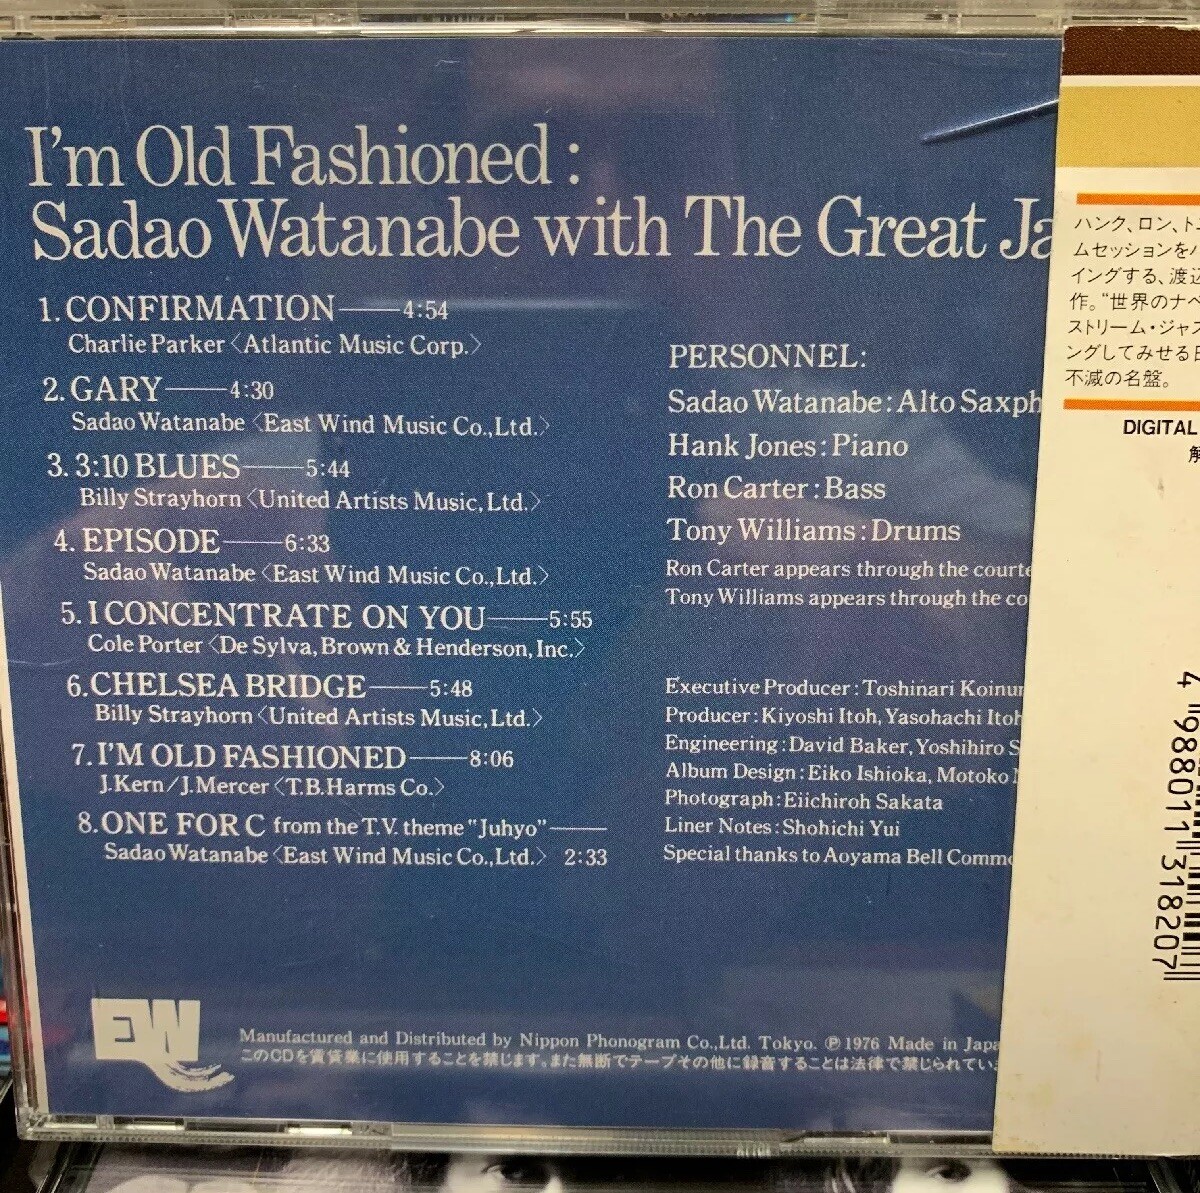 I'm Old Fashioned :
Sadao Watanabe with The Great Ja
1. CONFIRMATION——4:54
Charlie Parker〈Atlantic Music Corp.〉
2. GARY——4:30
Sadao Watanabe〈East Wind Music Co.,Ltd.〉
3. 3:10 BLUES——5:44
Billy Strayhorn〈United Artists Music,Ltd.〉
4. EPISODE——6:33
Sadao Watanabe〈East Wind Music Co.,Ltd.〉
5. I CONCENTRATE ON YOU——5:55
Cole Porter〈De Sylva,Brown & Henderson,Inc.〉
6. CHELSEA BRIDGE——5:48
Billy Strayhorn〈United Artists Music,Ltd.〉
7. I'M OLD FASHIONED——8:06
J.Kern/J.Mercer〈T.B.Harms Co.〉
8. ONE FOR C from the T.V. theme "Juhyo"——
Sadao Watanabe〈East Wind Music Co.,Ltd.〉 2:33
PERSONNEL:
Sadao Watanabe:Alto Saxph
Hank Jones:Piano
Ron Carter:Bass
Tony Williams:Drums
Ron Carter appears through the courte
Tony Williams appears through the co
Executive Producer:Toshinari Koinur
Producer:Kiyoshi Itoh,Yasohachi Itoh
Engineering:David Baker,Yoshihiro S
Album Design:Eiko Ishioka, Motoko
Photograph:Eiichiroh Sakata
Liner Notes:Shohichi Yui
Special thanks to Aoyama Bell Commo
EW
Manufactured and Distributed by Nippon Phonogram Co.,Ltd. Tokyo. ℗1976 Made in Japa
このCDを賃貸業に使用することを禁じます。また無断でテープその他に録音することは法律で禁じられてい
ハンク、ロン、ト
ムセッションを
イングする、渡辺
作。“世界のナベ
ストリーム・ジャズ
ングしてみせる
不滅の名盤。
DIGITAL
解
4 988011 318207